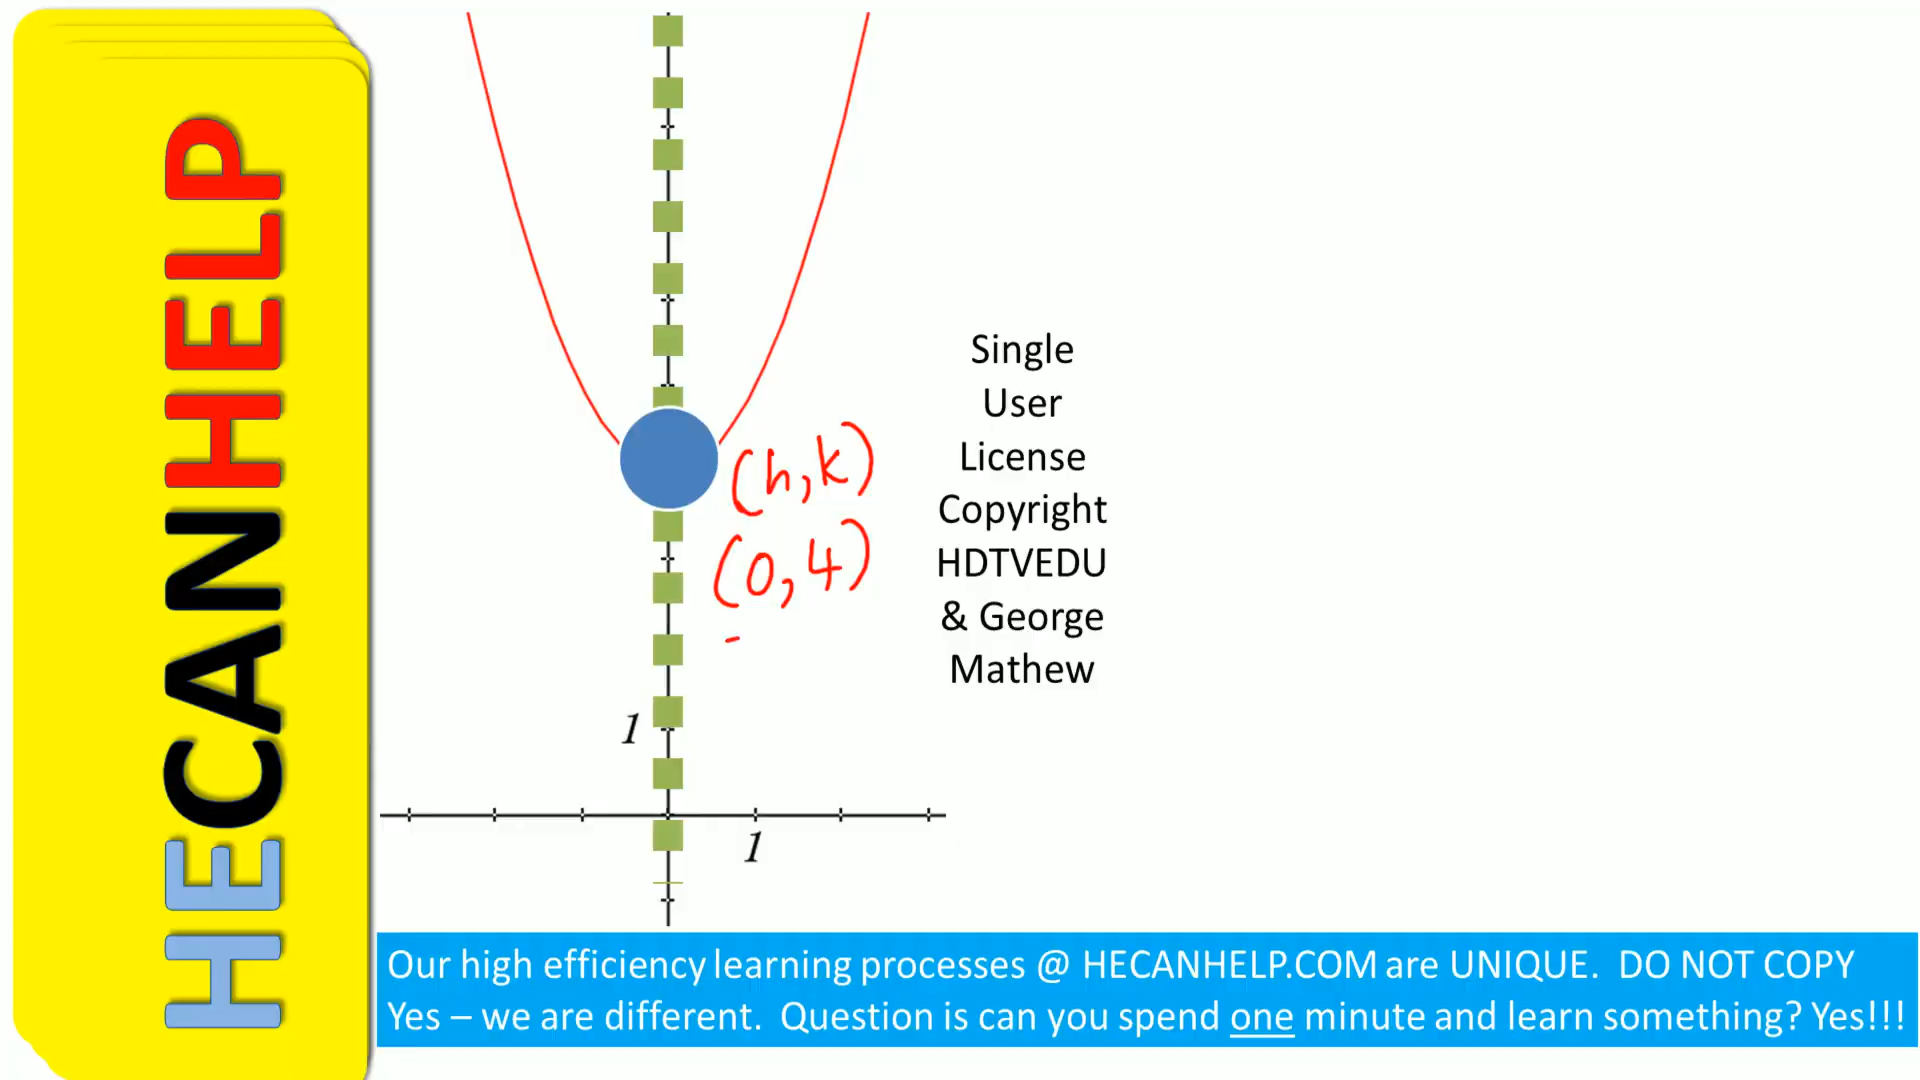 HECANHELP
(h,k)
(0,4)
1
1
Single
User
License
Copyright
HDTVEDU
& George
Mathew
Our high efficiency learning processes @ HECANHELP.COM are UNIQUE. DO NOT COPY
Yes – we are different. Question is can you spend one minute and learn something? Yes!!!